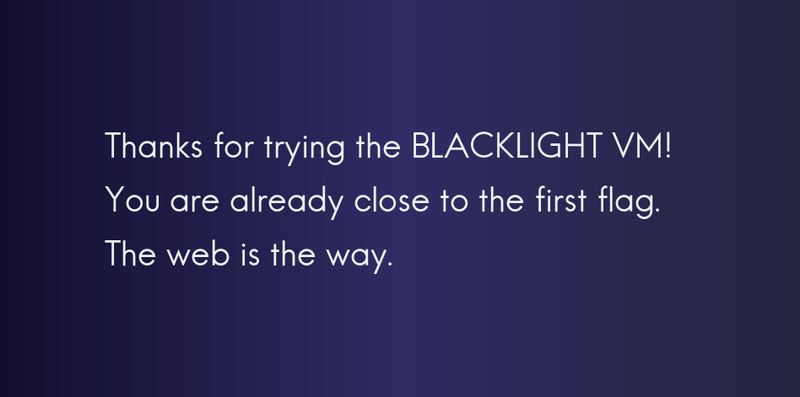 Thanks for trying the BLACKLIGHT VM!
You are already close to the first flag.
The web is the way.